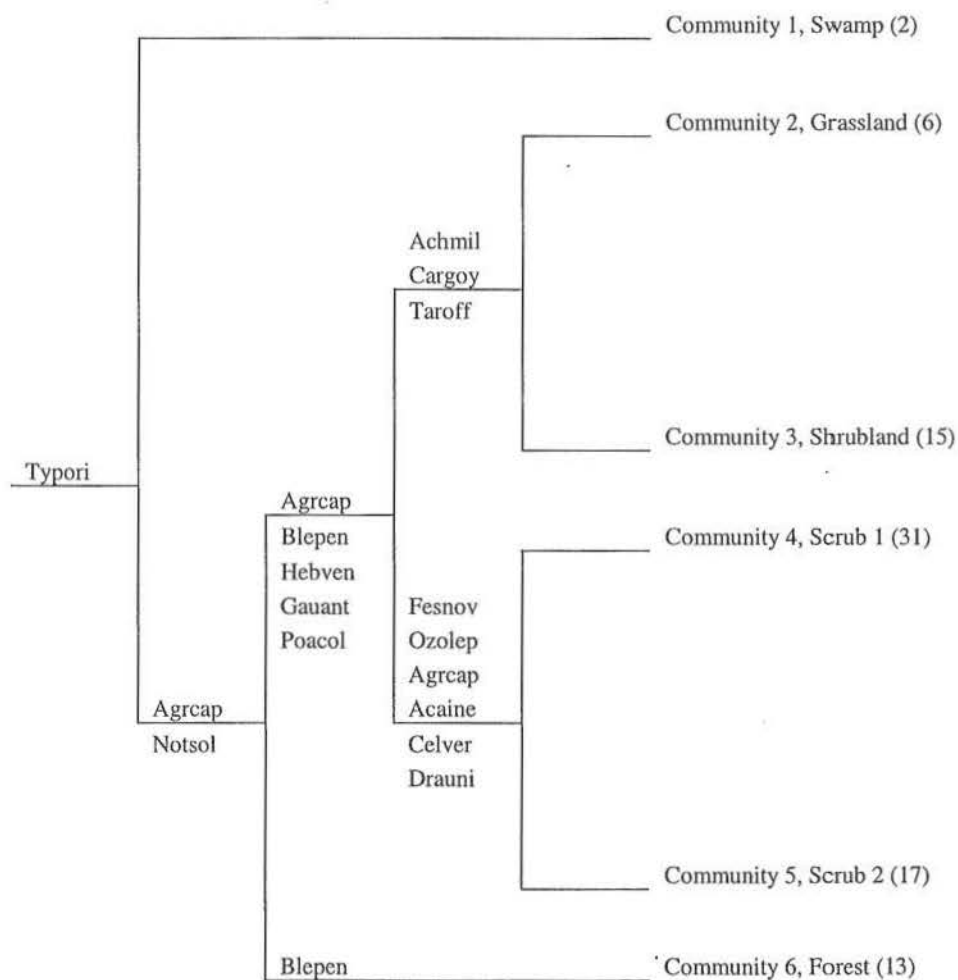 Community 1, Swamp (2)
Community 2, Grassland (6)
Achmil
Cargoy
Taroff
Community 3, Shrubland (15)
Typori
Agrcap
Blepen
Hebven
Gauant
Poacol
Community 4, Scrub 1 (31)
Fesnov
Ozolep
Agrcap
Acaine
Celver
Drauni
Agrcap
Notsol
Community 5, Scrub 2 (17)
Blepen
Community 6, Forest (13)